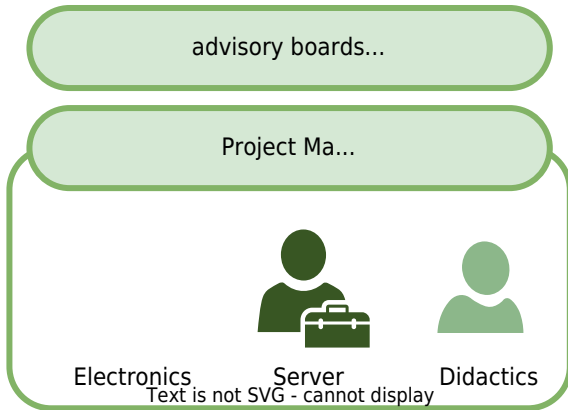 advisory boards...
Project Ma...
Electronics Server Didactics
Text is not SVG - cannot display